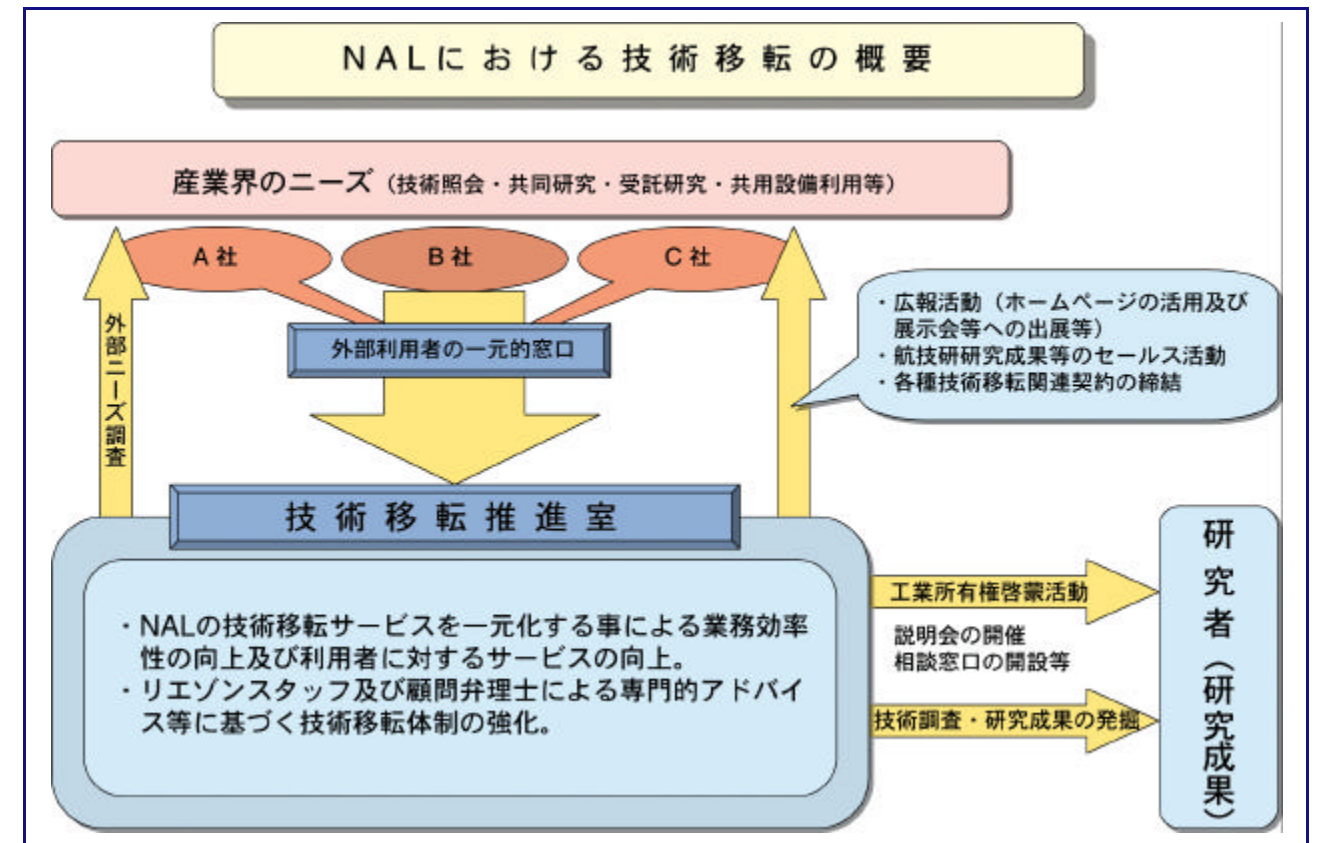 NALにおける技術移転の概要
産業界のニーズ（技術照会・共同研究・受託研究・共用設備利用等）
A社
B社
C社
外部ニーズ調査
外部利用者の一元的窓口
・広報活動（ホームページの活用及び
展示会等への出展等）
・航技研研究成果等のセールス活動
・各種技術移転関連契約の締結
技術移転推進室
・NALの技術移転サービスを一元化する事による業務効率
性の向上及び利用者に対するサービスの向上。
・リエゾンスタッフ及び顧問弁理士による専門的アドバイ
ス等に基づく技術移転体制の強化。
工業所有権啓蒙活動
説明会の開催
相談窓口の開設等
技術調査・研究成果の発掘
研究者（研究成果）